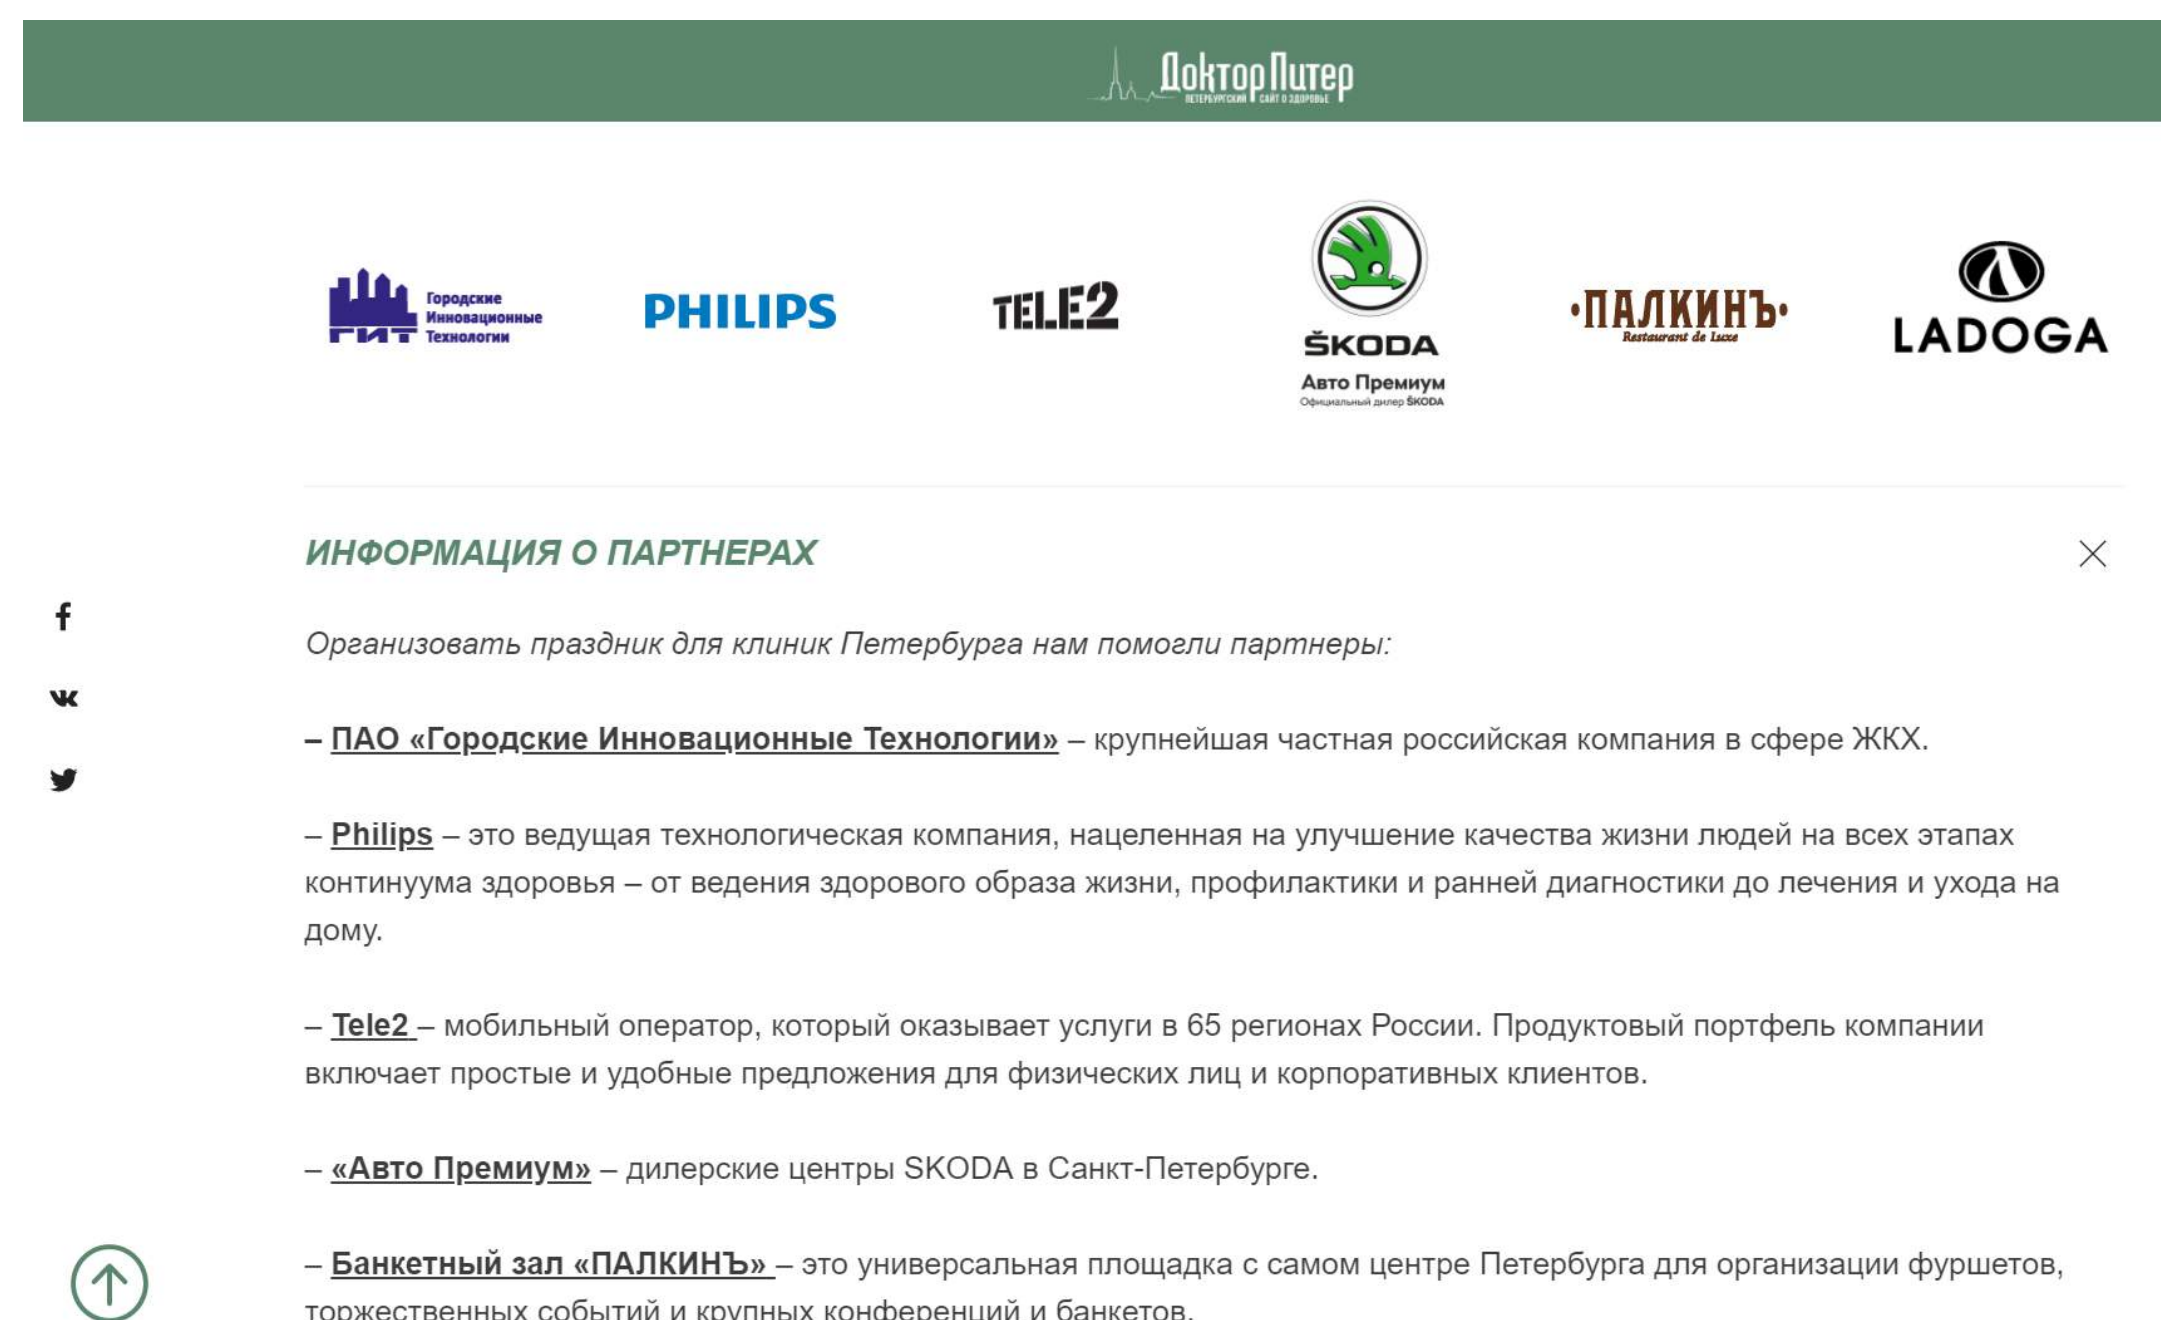 Доктор Питер
ПЕТЕРБУРГСКИЙ САЙТ О ЗДОРОВЬЕ
ГИТ
Городские
Инновационные
Технологии
PHILIPS
TELE2
ŠKODA
Авто Премиум
Официальный дилер ŠKODA
•ПАЛКИНЪ•
Restaurant de Luxe
LADOGA
ИНФОРМАЦИЯ О ПАРТНЕРАХ
Организовать праздник для клиник Петербурга нам помогли партнеры:
– ПАО «Городские Инновационные Технологии» – крупнейшая частная российская компания в сфере ЖКХ.
– Philips – это ведущая технологическая компания, нацеленная на улучшение качества жизни людей на всех этапах
континуума здоровья – от ведения здорового образа жизни, профилактики и ранней диагностики до лечения и ухода на
дому.
– Tele2 – мобильный оператор, который оказывает услуги в 65 регионах России. Продуктовый портфель компании
включает простые и удобные предложения для физических лиц и корпоративных клиентов.
– «Авто Премиум» – дилерские центры SKODA в Санкт-Петербурге.
– Банкетный зал «ПАЛКИНЪ» – это универсальная площадка с самом центре Петербурга для организации фуршетов,
торжественных событий и крупных конференций и банкетов.